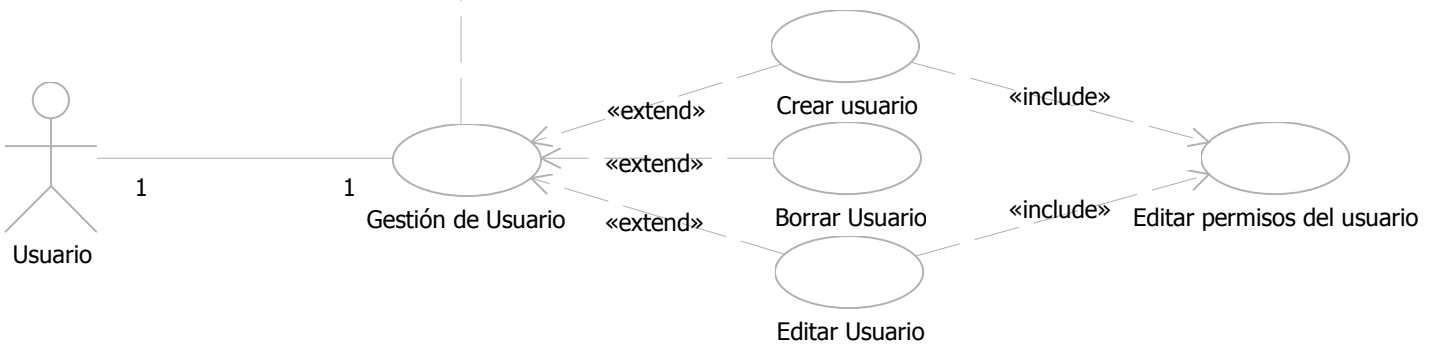 «extend»
Crear usuario
«include»
«extend»
1
1
Gestión de Usuario
Borrar Usuario
«include»
Editar permisos del usuario
«extend»
Usuario
Editar Usuario